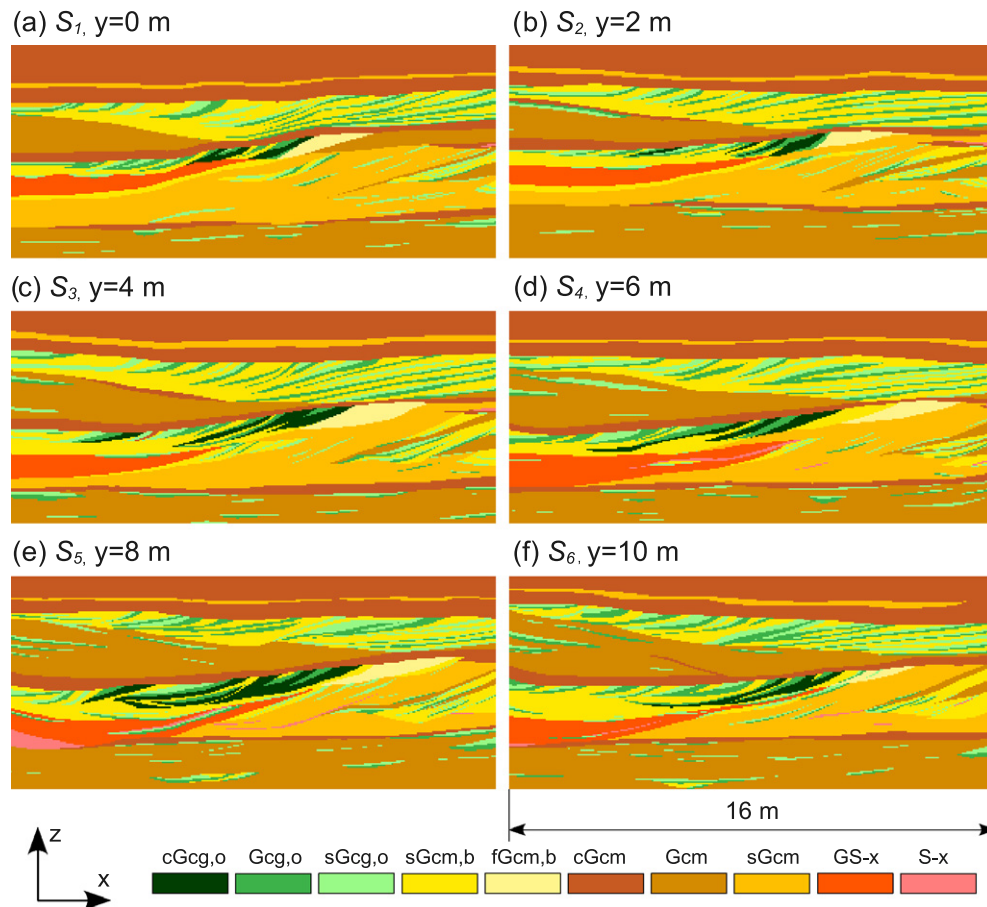 (a) S1, y=0 m
(b) S2, y=2 m
(c) S3, y=4 m
(d) S4, y=6 m
(e) S5, y=8 m
(f) S6, y=10 m
16 m
z
x
cGcg,o Gcg,o sGcg,o sGcm,b fGcm,b cGcm Gcm sGcm GS-x S-x